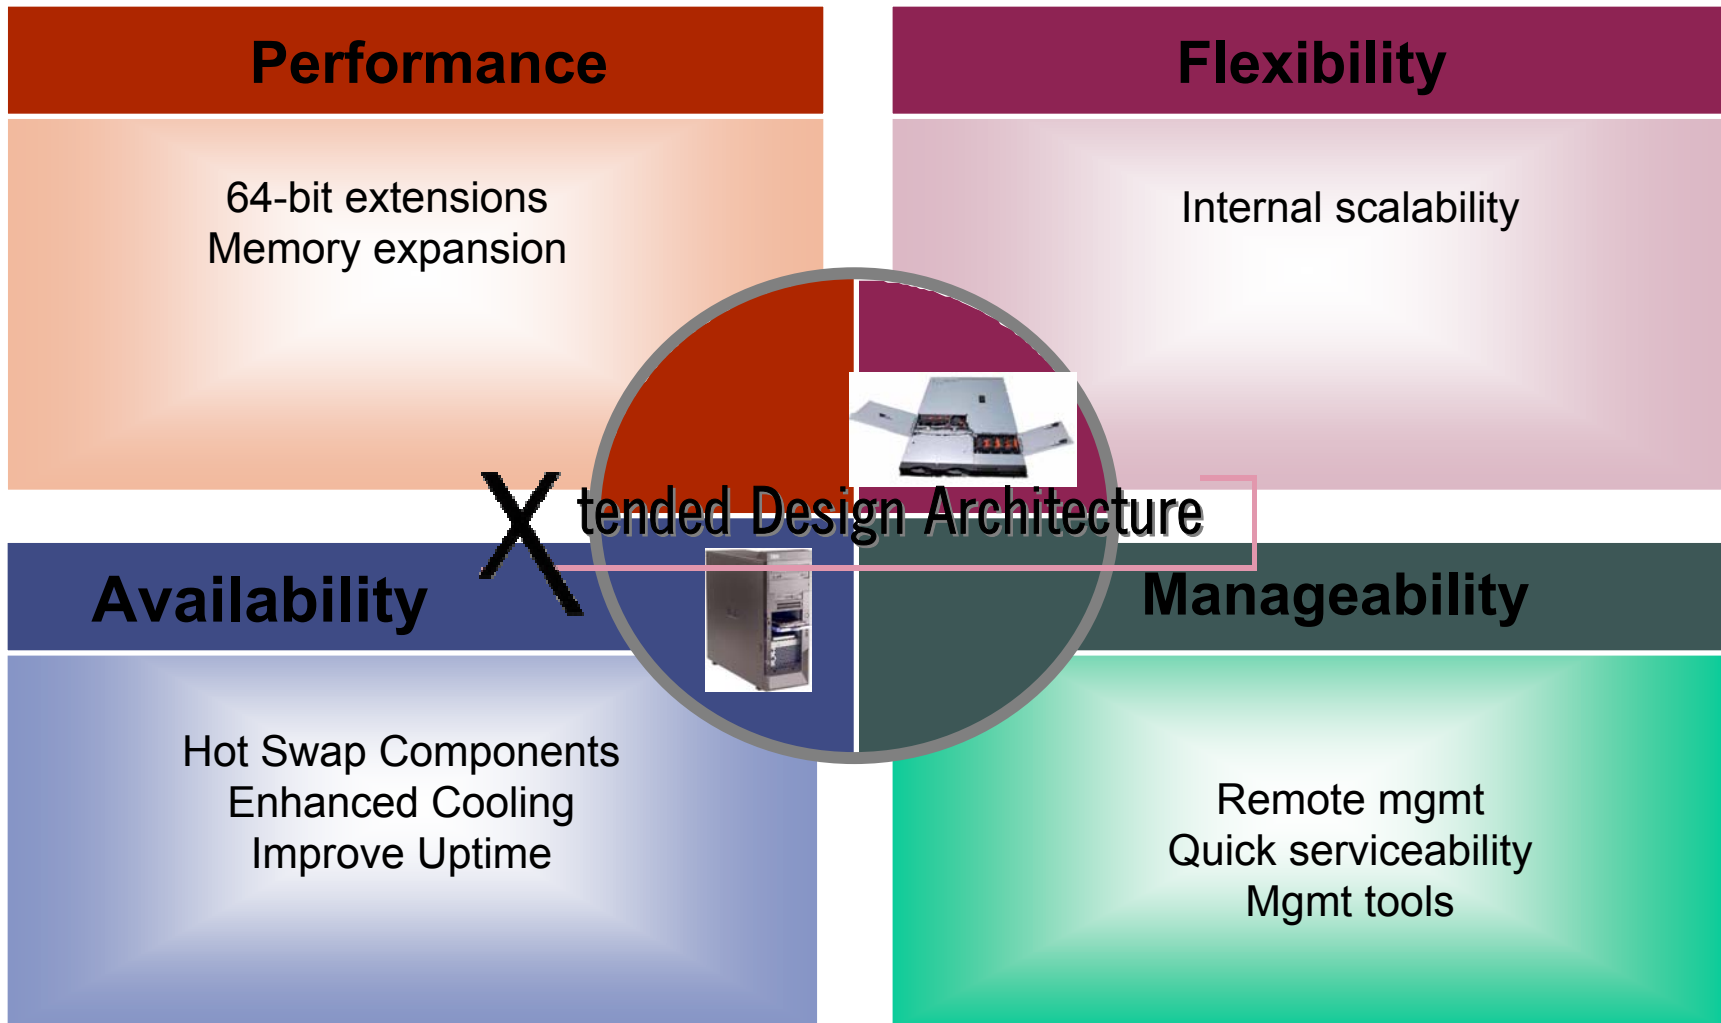 Performance
64-bit extensions
Memory expansion
Flexibility
Internal scalability
Xtended Design Architecture
Availability
Hot Swap Components
Enhanced Cooling
Improve Uptime
Manageability
Remote mgmt
Quick serviceability
Mgmt tools